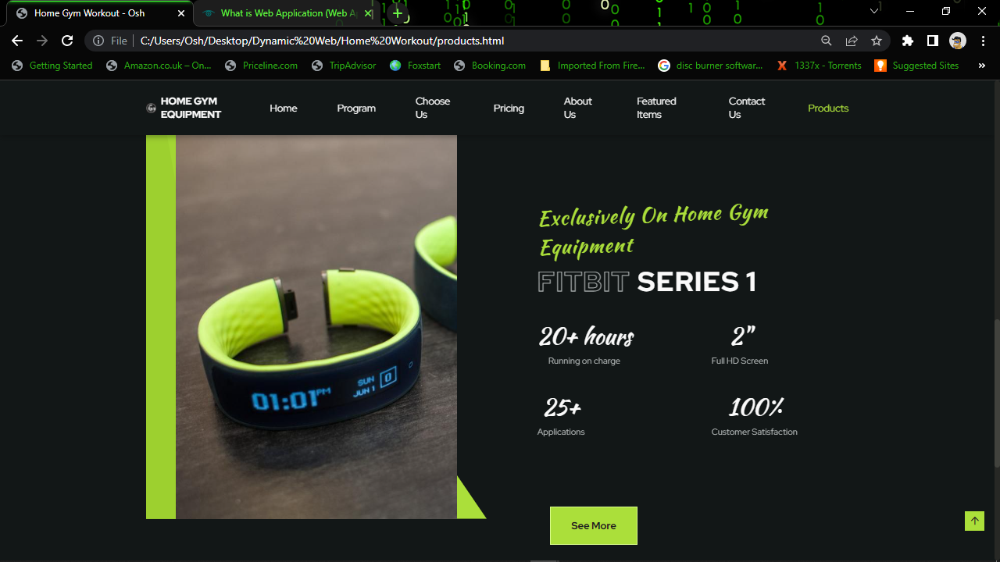 Home Gym Workout - Osh
What is Web Application (Web A
File
C:/Users/Osh/Desktop/Dynamic%20Web/Home%20Workout/products.html
Getting Started
Amazon.co.uk – On...
Priceline.com
TripAdvisor
Foxstart
Booking.com
Imported From Fire...
disc burner softwar...
1337x - Torrents
Suggested Sites
»
HOME GYM
EQUIPMENT
Home
Program
Choose
Us
Pricing
About
Us
Featured
Items
Contact
Us
Products
Exclusively On Home Gym
Equipment
FITBIT SERIES 1
20+ hours
Running on charge
2”
Full HD Screen
25+
Applications
100%
Customer Satisfaction
01:01PM
SUN
JUN 1
0
See More